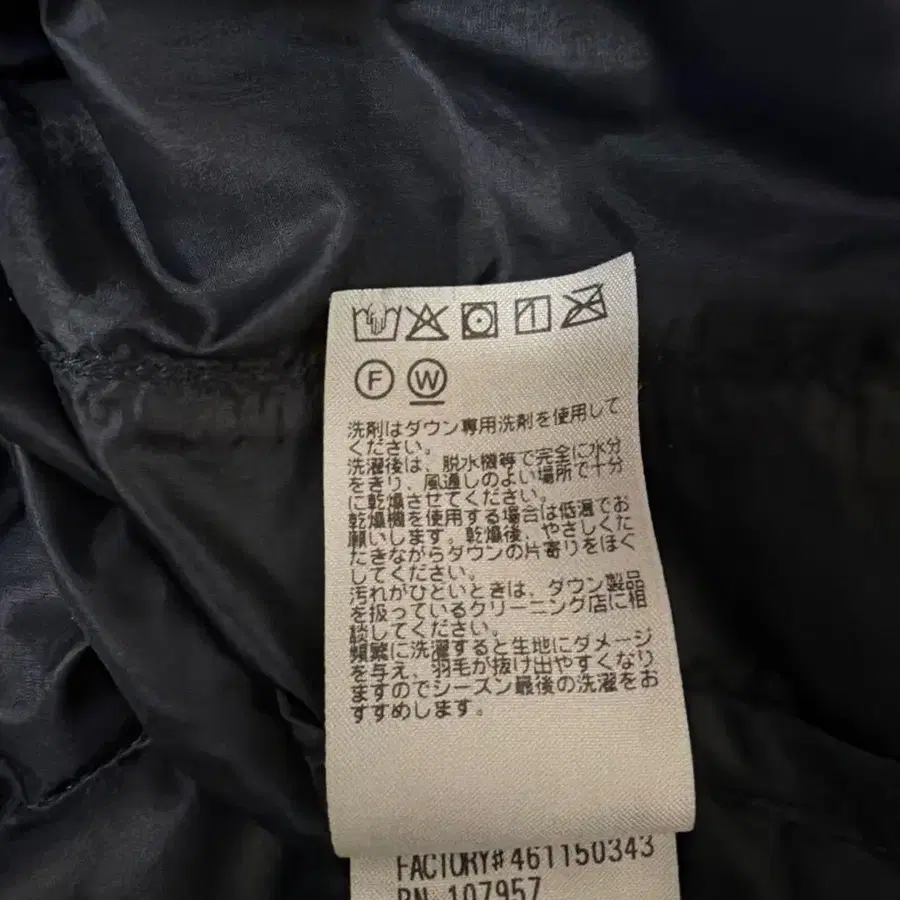 F W
洗剤はダウン専用洗剤を使用して
ください。
洗濯後は、脱水機等で完全に水分
をきり、風通しのよい場所で十分
に乾燥させてください。
乾燥機を使用する場合は低温でお
願いします。乾燥後、やさしくた
たきながらダウンの片寄りをほぐ
してください。
汚れがひどいときは、ダウン製品
を扱っているクリーニング店に相
談してください。
頻繁に洗濯すると生地にダメージ
を与え、羽毛が抜け出やすくなり
ますのでシーズン最後の洗濯をお
すすめします。
FACTORY# 461150343
RN 107957